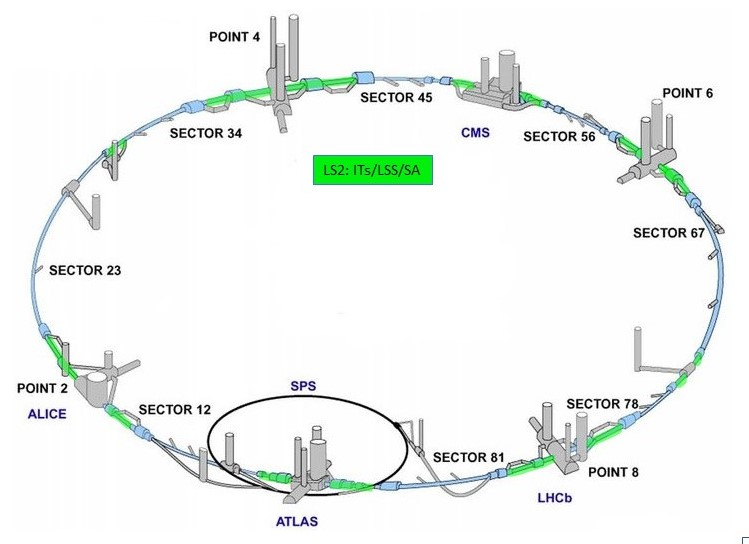 POINT 4
SECTOR 45
POINT 6
SECTOR 34
CMS
SECTOR 56
LS2: ITs/LSS/SA
SECTOR 67
SECTOR 23
POINT 2
SPS
ALICE
SECTOR 12
SECTOR 78
SECTOR 81
POINT 8
LHCb
ATLAS